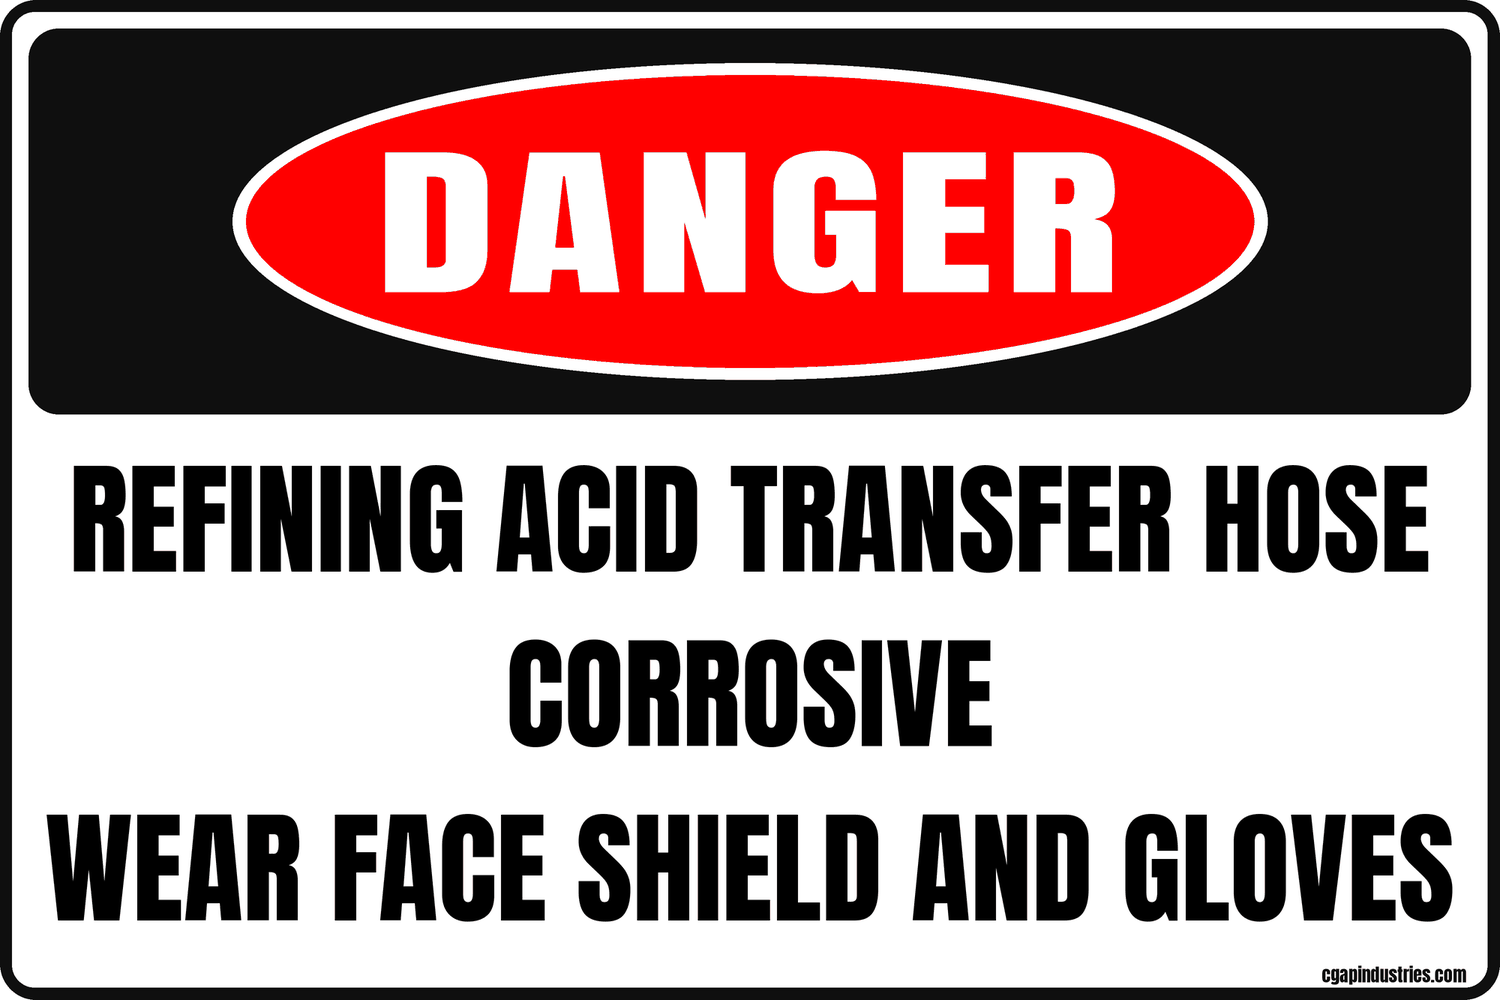 DANGER
REFINING ACID TRANSFER HOSE
CORROSIVE
WEAR FACE SHIELD AND GLOVES
cgapindustries.com